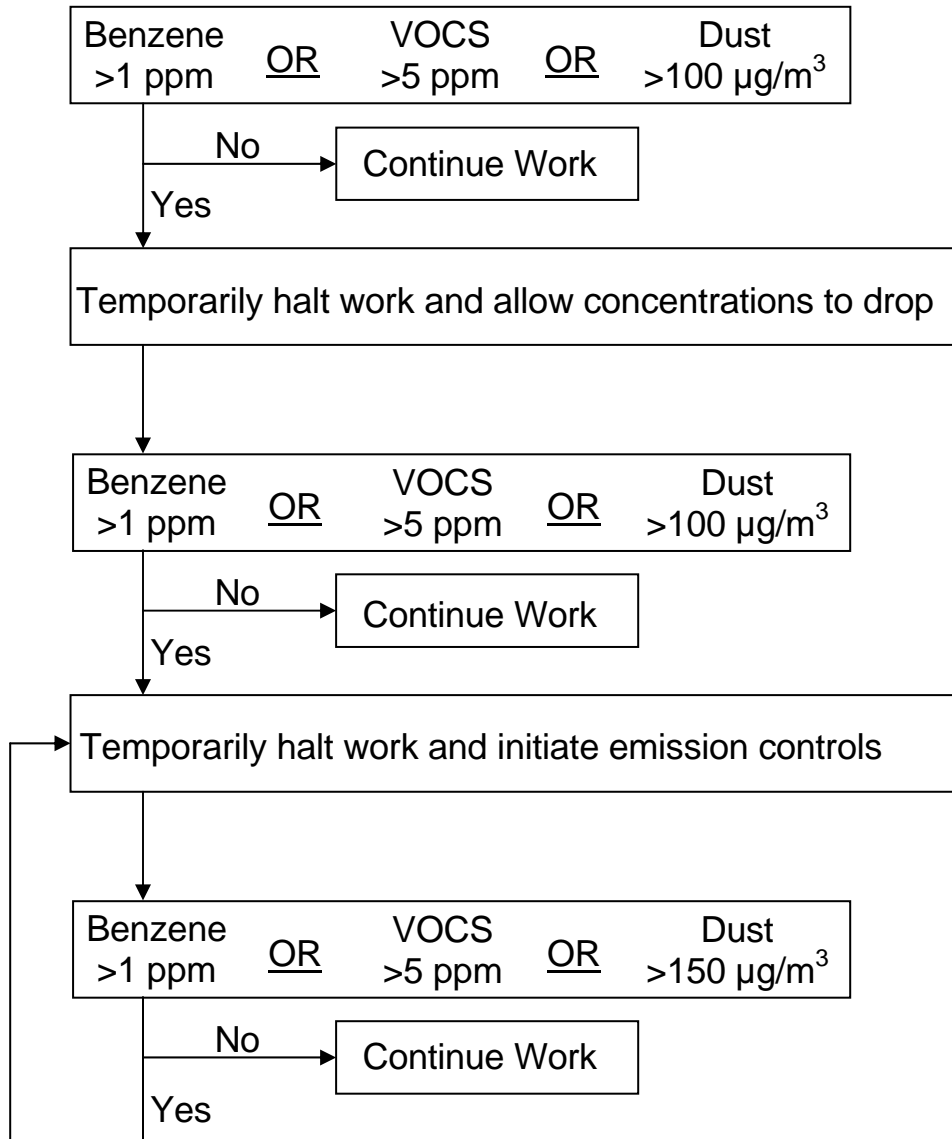 Benzene OR VOCS OR Dust
>1 ppm >5 ppm >100 µg/m³
No
Continue Work
Yes
Temporarily halt work and allow concentrations to drop
Benzene OR VOCS OR Dust
>1 ppm >5 ppm >100 µg/m³
No
Continue Work
Yes
Temporarily halt work and initiate emission controls
Benzene OR VOCS OR Dust
>1 ppm >5 ppm >150 µg/m³
No
Continue Work
Yes